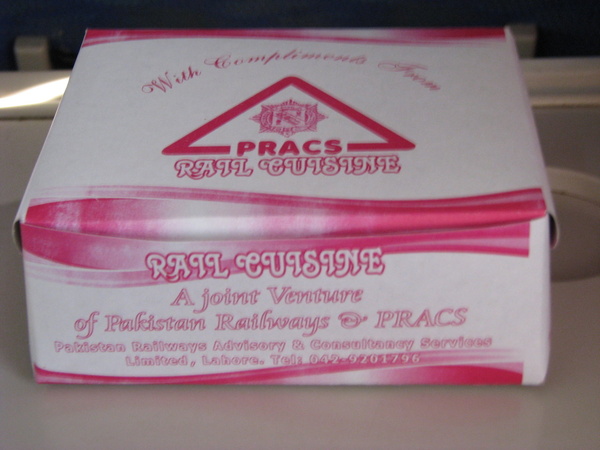 With Compliments From
PRACS
RAIL CUISINE
RAIL CUISINE
A joint Venture
of Pakistan Railways & PRACS
Pakistan Railways Advisory & Consultancy Services
Limited, Lahore. Tel: 042-9201796